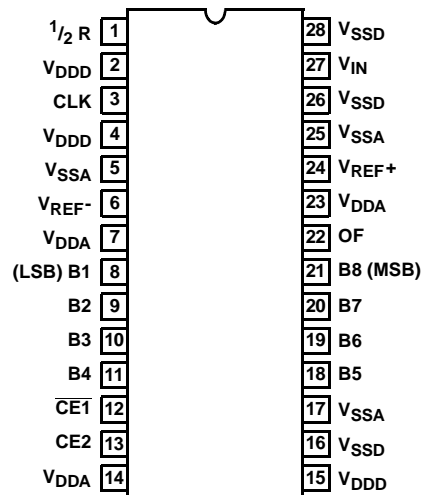 1/2 R 1 28 VSSD
VDDD 2 27 VIN
CLK 3 26 VSSD
VDDD 4 25 VSSA
VSSA 5 24 VREF+
VREF- 6 23 VDDA
VDDA 7 22 OF
(LSB) B1 8 21 B8 (MSB)
B2 9 20 B7
B3 10 19 B6
B4 11 18 B5
C̅E̅1̅ 12 17 VSSA
CE2 13 16 VSSD
VDDA 14 15 VDDD